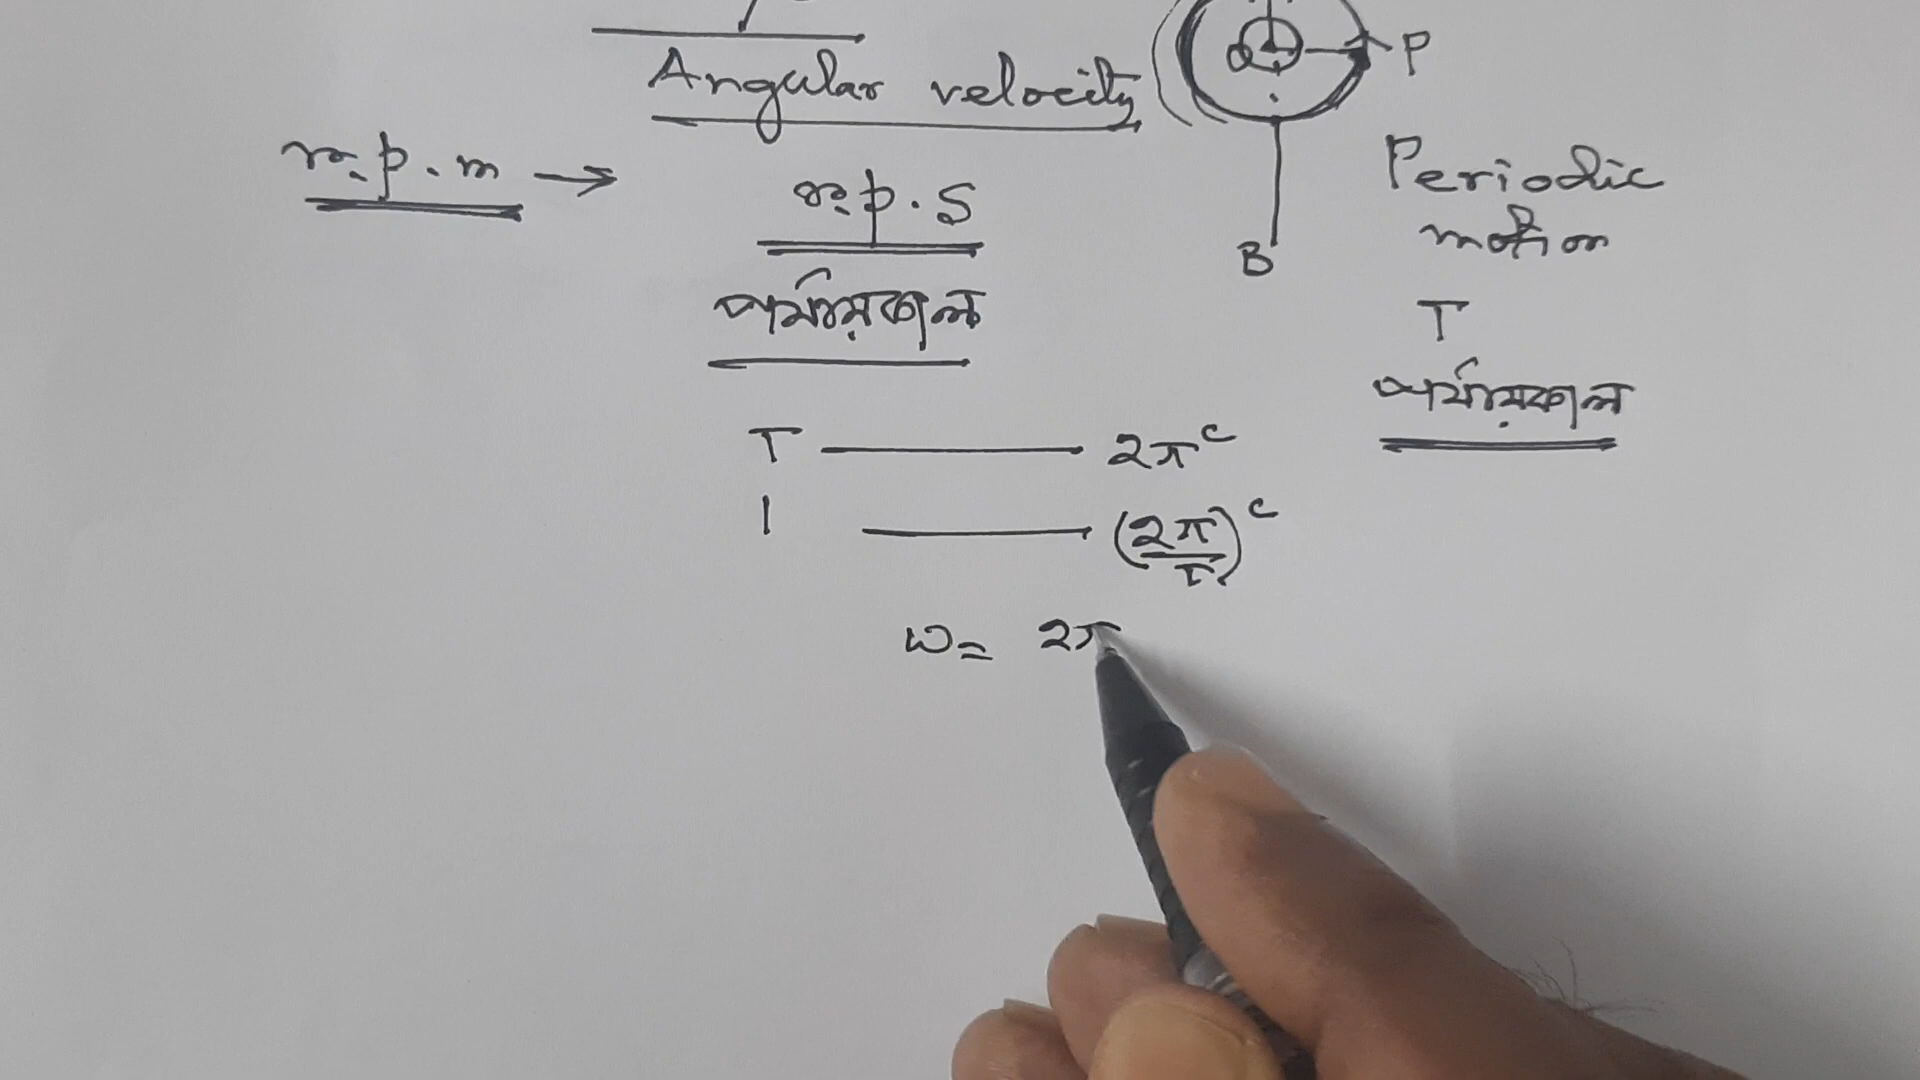 Angular velocity
P
r.p.m →
r.p.s
Periodic
motion
B
পর্যায়কাল
T
পর্যায়কাল
T — 2π^c
1 — (2π/T)^c
ω = 2π